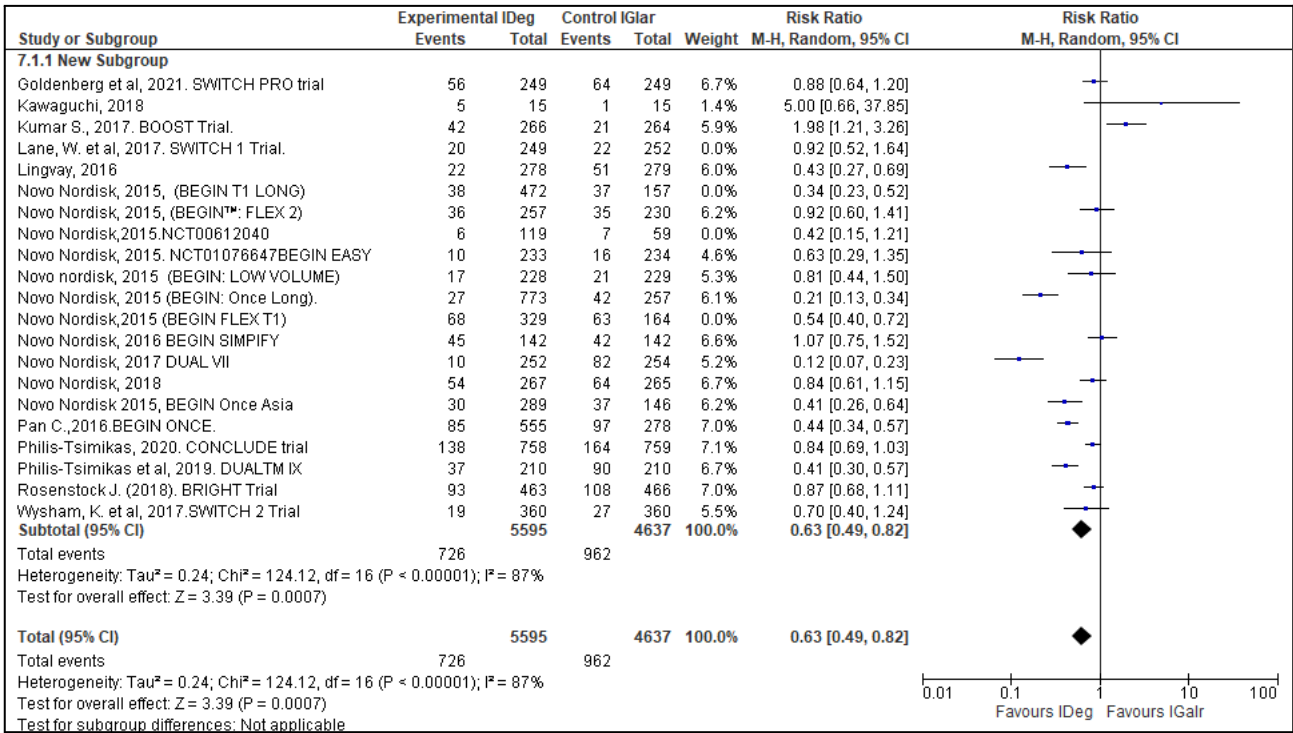 Experimental IDeg Control IGlar Risk Ratio Risk Ratio
Study or Subgroup Events Total Events Total Weight M-H, Random, 95% CI M-H, Random, 95% CI
7.1.1 New Subgroup
Goldenberg et al, 2021. SWITCH PRO trial 56 249 64 249 6.7% 0.88 [0.64, 1.20]
Kawaguchi, 2018 5 15 1 15 1.4% 5.00 [0.66, 37.85]
Kumar S., 2017. BOOST Trial. 42 266 21 264 5.9% 1.98 [1.21, 3.26]
Lane, W. et al, 2017. SWITCH 1 Trial. 20 249 22 252 0.0% 0.92 [0.52, 1.64]
Lingvay, 2016 22 278 51 279 6.0% 0.43 [0.27, 0.69]
Novo Nordisk, 2015, (BEGIN T1 LONG) 38 472 37 157 0.0% 0.34 [0.23, 0.52]
Novo Nordisk, 2015, (BEGIN™: FLEX 2) 36 257 35 230 6.2% 0.92 [0.60, 1.41]
Novo Nordisk,2015.NCT00612040 6 119 7 59 0.0% 0.42 [0.15, 1.21]
Novo Nordisk, 2015. NCT01076647BEGIN EASY 10 233 16 234 4.6% 0.63 [0.29, 1.35]
Novo nordisk, 2015 (BEGIN: LOW VOLUME) 17 228 21 229 5.3% 0.81 [0.44, 1.50]
Novo Nordisk, 2015 (BEGIN: Once Long). 27 773 42 257 6.1% 0.21 [0.13, 0.34]
Novo Nordisk,2015 (BEGIN FLEX T1) 68 329 63 164 0.0% 0.54 [0.40, 0.72]
Novo Nordisk, 2016 BEGIN SIMPIFY 45 142 42 142 6.6% 1.07 [0.75, 1.52]
Novo Nordisk, 2017 DUAL VII 10 252 82 254 5.2% 0.12 [0.07, 0.23]
Novo Nordisk, 2018 54 267 64 265 6.7% 0.84 [0.61, 1.15]
Novo Nordisk 2015, BEGIN Once Asia 30 289 37 146 6.2% 0.41 [0.26, 0.64]
Pan C.,2016.BEGIN ONCE. 85 555 97 278 7.0% 0.44 [0.34, 0.57]
Philis-Tsimikas, 2020. CONCLUDE trial 138 758 164 759 7.1% 0.84 [0.69, 1.03]
Philis-Tsimikas et al, 2019. DUALTM IX 37 210 90 210 6.7% 0.41 [0.30, 0.57]
Rosenstock J. (2018). BRIGHT Trial 93 463 108 466 7.0% 0.87 [0.68, 1.11]
Wysham, K. et al, 2017.SWITCH 2 Trial 19 360 27 360 5.5% 0.70 [0.40, 1.24]
Subtotal (95% CI) 5595 4637 100.0% 0.63 [0.49, 0.82]
Total events 726 962
Heterogeneity: Tau² = 0.24; Chi² = 124.12, df = 16 (P < 0.00001); I² = 87%
Test for overall effect: Z = 3.39 (P = 0.0007)
Total (95% CI) 5595 4637 100.0% 0.63 [0.49, 0.82]
Total events 726 962
Heterogeneity: Tau² = 0.24; Chi² = 124.12, df = 16 (P < 0.00001); I² = 87%
Test for overall effect: Z = 3.39 (P = 0.0007)
Test for subgroup differences: Not applicable
0.01 0.1 1 10 100
Favours IDeg Favours IGalr